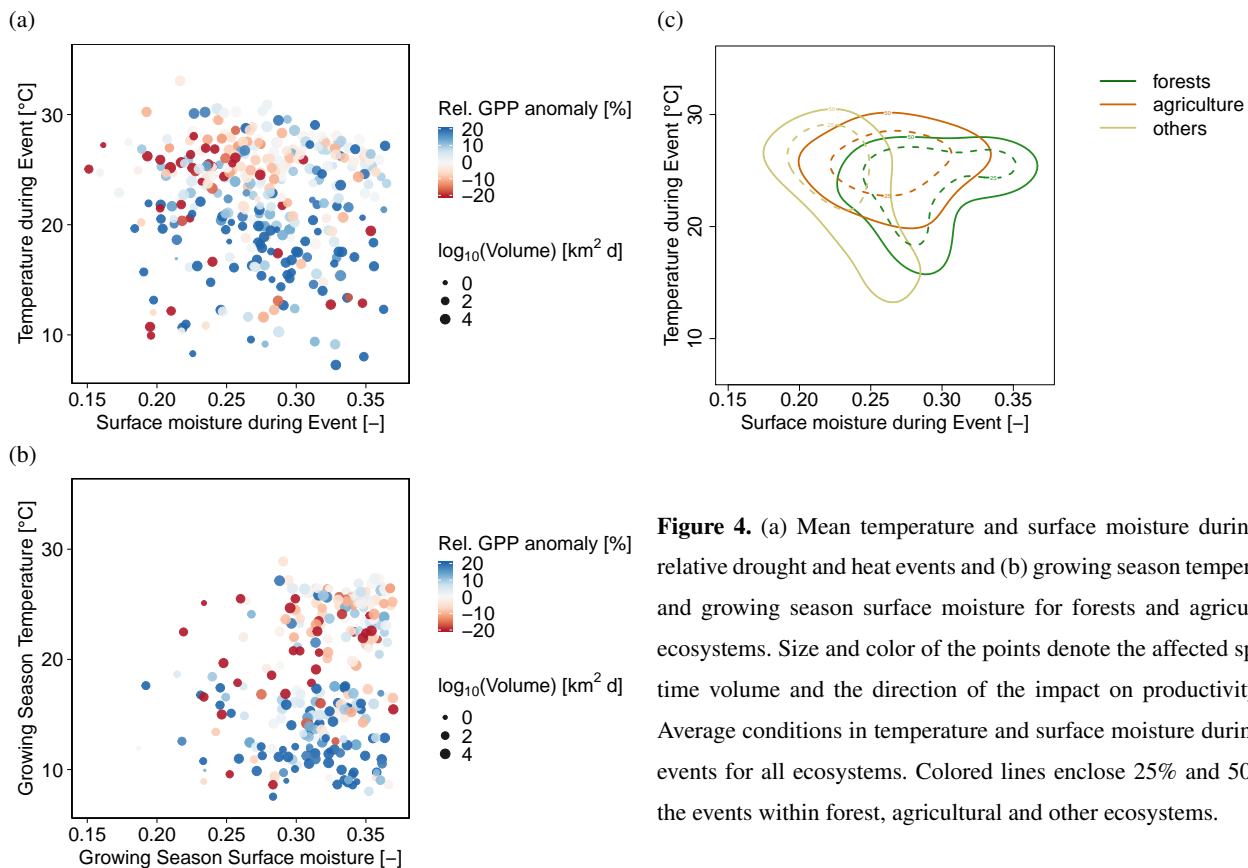 (a)
Temperature during Event [°C]
30
20
10
0.15 0.20 0.25 0.30 0.35
Surface moisture during Event [−]
Rel. GPP anomaly [%]
20
10
0
−10
−20
log10(Volume) [km2 d]
0
2
4
(b)
Growing Season Temperature [°C]
30
20
10
0.15 0.20 0.25 0.30 0.35
Growing Season Surface moisture [−]
Rel. GPP anomaly [%]
20
10
0
−10
−20
log10(Volume) [km2 d]
0
2
4
(c)
Temperature during Event [°C]
30
20
10
0.15 0.20 0.25 0.30 0.35
Surface moisture during Event [−]
50
50
50
25
25
forests
agriculture
others
Figure 4. (a) Mean temperature and surface moisture durin
relative drought and heat events and (b) growing season temper
and growing season surface moisture for forests and agricu
ecosystems. Size and color of the points denote the affected sp
time volume and the direction of the impact on productivit
Average conditions in temperature and surface moisture durin
events for all ecosystems. Colored lines enclose 25% and 50
the events within forest, agricultural and other ecosystems.